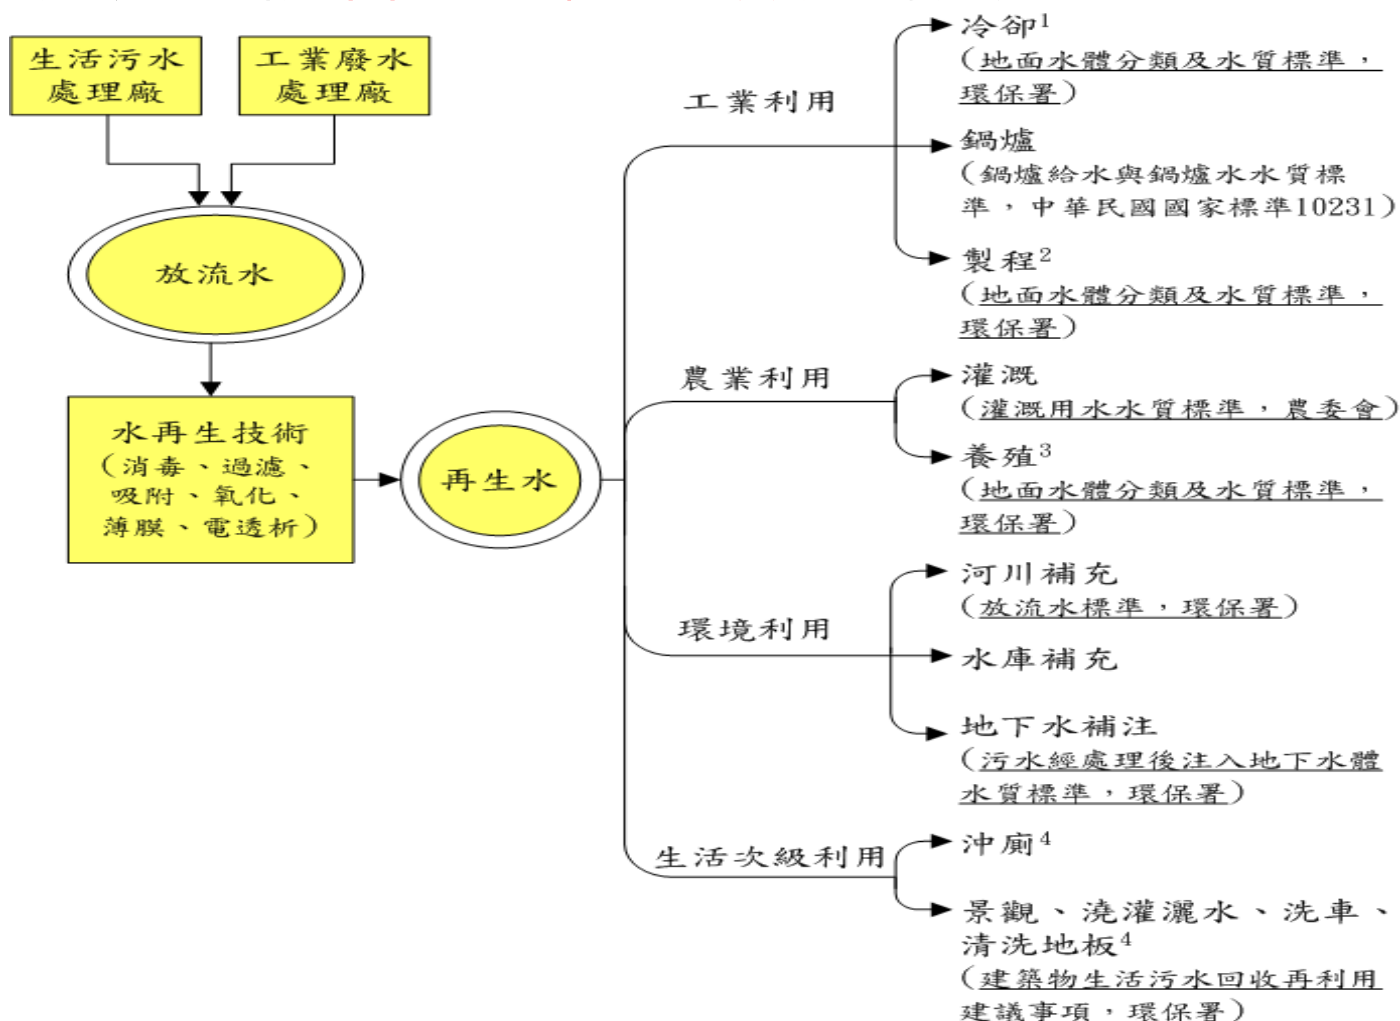 生活污水
處理廠
工業廢水
處理廠
放流水
水再生技術
(消毒、過濾、
吸附、氧化、
薄膜、電透析)
再生水
工業利用
冷卻1
(地面水體分類及水質標準，
環保署)
鍋爐
(鍋爐給水與鍋爐水水質標
準，中華民國國家標準10231)
製程2
(地面水體分類及水質標準，
環保署)
農業利用
灌溉
(灌溉用水水質標準，農委會)
養殖3
(地面水體分類及水質標準，
環保署)
環境利用
河川補充
(放流水標準，環保署)
水庫補充
地下水補注
(污水經處理後注入地下水體
水質標準，環保署)
生活次級利用
沖廁4
景觀、澆灌灑水、洗車、
清洗地板4
(建築物生活污水回收再利用
建議事項，環保署)